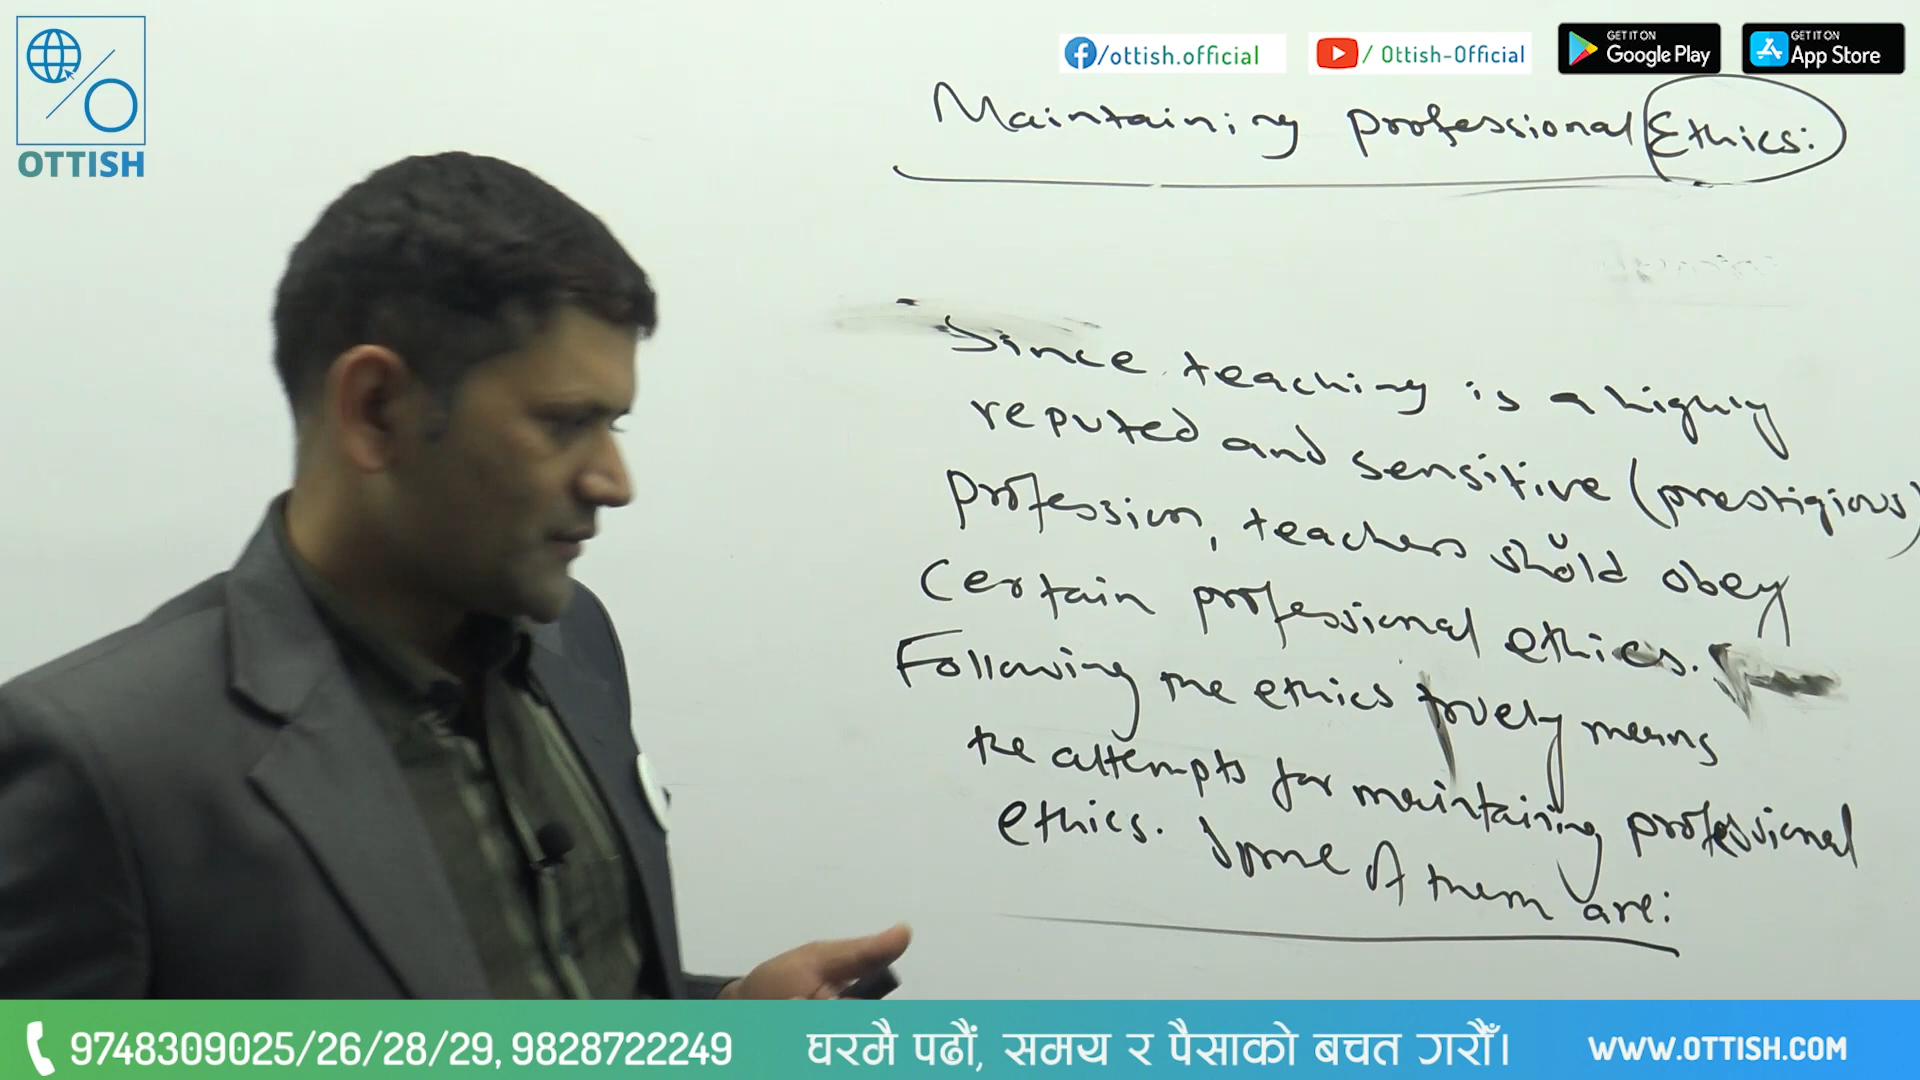 OTTISH
/ottish.official
/ Ottish-Official
GET IT ON
Google Play
GET IT ON
App Store
Maintaining professional Ethics:
Since teaching is a highly
reputed and sensitive (prestigious)
profession, teachers should obey
certain professional ethics.
Following the ethics truely means
the attempts for maintaining professional
ethics. Some of them are:
9748309025/26/28/29, 9828722249
घरमै पढौं, समय र पैसाको बचत गरौँ।
WWW.OTTISH.COM